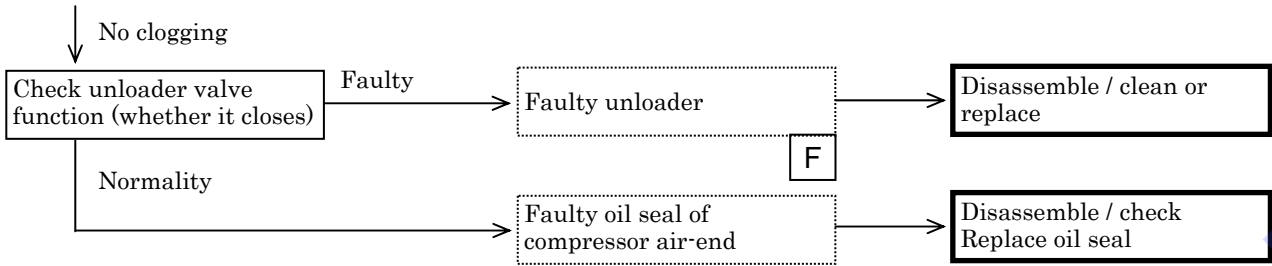 No clogging
Check unloader valve
function (whether it closes)
Faulty
Faulty unloader
Disassemble / clean or
replace
F
Normality
Faulty oil seal of
compressor air-end
Disassemble / check
Replace oil seal